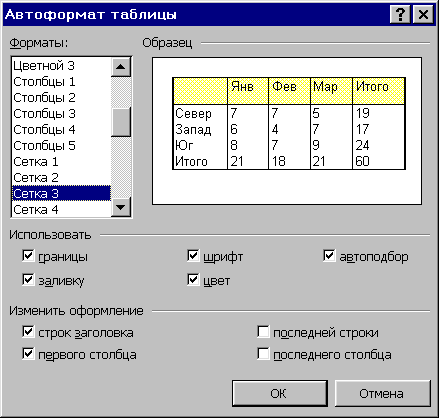 Автоформат таблицы
Форматы:
Образец
Цветной 3
Столбцы 1
Столбцы 2
Столбцы 3
Столбцы 4
Столбцы 5
Сетка 1
Сетка 2
Сетка 3
Сетка 4
Янв Фев Мар Итого
Север 7 7 5 19
Запад 6 4 7 17
Юг 8 7 9 24
Итого 21 18 21 60
Использовать
границы шрифт автоподбор
заливку цвет
Изменить оформление
строк заголовка последней строки
первого столбца последнего столбца
ОК Отмена